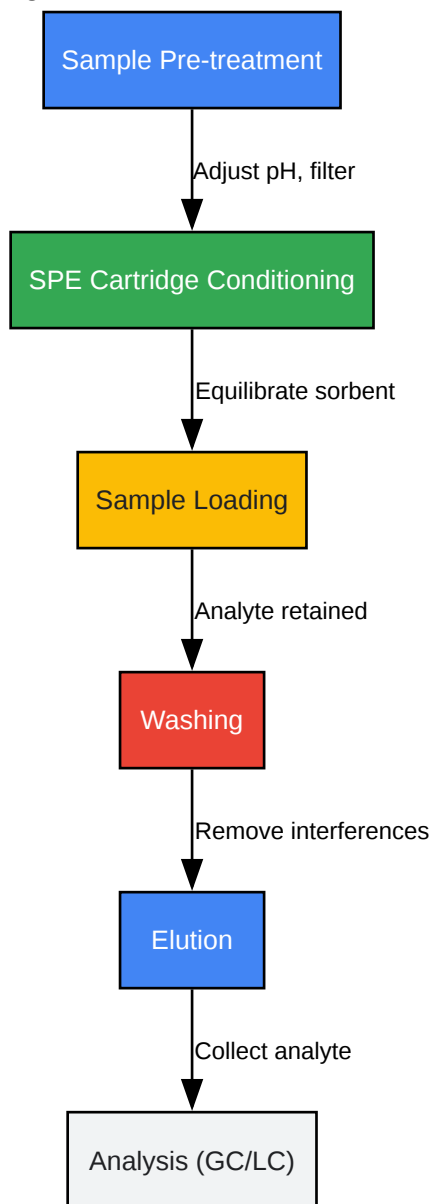 Sample Pre-treatment
Adjust pH, filter
SPE Cartridge Conditioning
Equilibrate sorbent
Sample Loading
Analyte retained
Washing
Remove interferences
Elution
Collect analyte
Analysis (GC/LC)